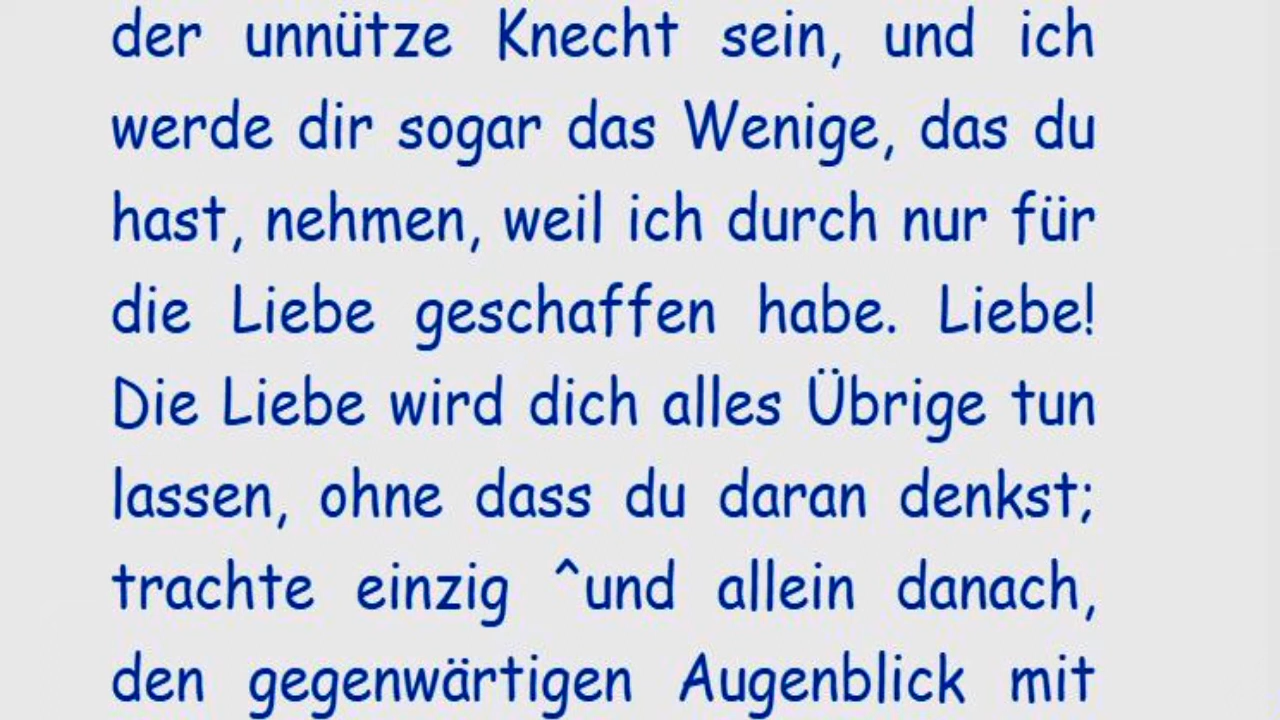 der unnütze Knecht sein, und ich
werde dir sogar das Wenige, das du
hast, nehmen, weil ich durch nur für
die Liebe geschaffen habe. Liebe!
Die Liebe wird dich alles Übrige tun
lassen, ohne dass du daran denkst;
trachte einzig ^und allein danach,
den gegenwärtigen Augenblick mit